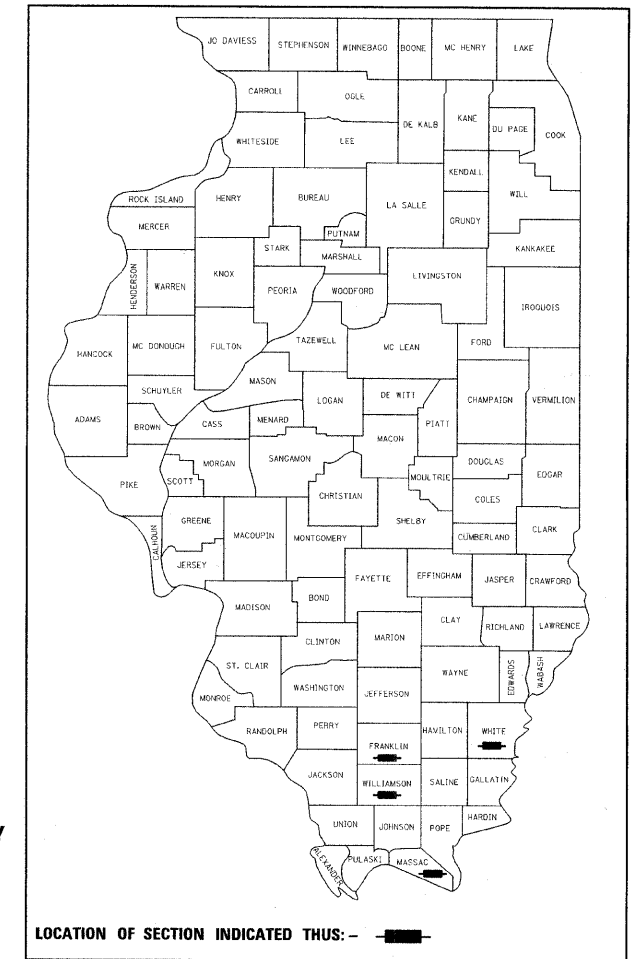 JO DAVIESS STEPHENSON WINNEBAGO BOONE MC HENRY LAKE
CARROLL OGLE DE KALB KANE DU PAGE COOK
WHITESIDE LEE
KENDALL WILL
ROCK ISLAND HENRY BUREAU LA SALLE GRUNDY
MERCER STARK PUTNAM
MARSHALL KANKAKEE
HENDERSON WARREN KNOX PEORIA WOODFORD LIVINGSTON IROQUOIS
HANCOCK MC DONOUGH FULTON TAZEWELL MC LEAN FORD
MASON
SCHUYLER LOGAN DE WITT CHAMPAIGN VERMILION
ADAMS BROWN CASS MENARD PIATT
MACON
PIKE SCOTT MORGAN SANGAMON MOULTRIE DOUGLAS EDGAR
CHRISTIAN COLES
CALHOUN GREENE MACOUPIN MONTGOMERY SHELBY CUMBERLAND CLARK
JERSEY FAYETTE EFFINGHAM JASPER CRAWFORD
MADISON BOND
CLINTON MARION CLAY RICHLAND LAWRENCE
ST. CLAIR WAYNE EDWARDS WABASH
MONROE WASHINGTON JEFFERSON
RANDOLPH PERRY HAVILTON WHITE
FRANKLIN
JACKSON WILLIAMSON SALINE GALLATIN
UNION JOHNSON POPE HARDIN
ALEXANDER PULASKI MASSAC
Y
LOCATION OF SECTION INDICATED THUS: -